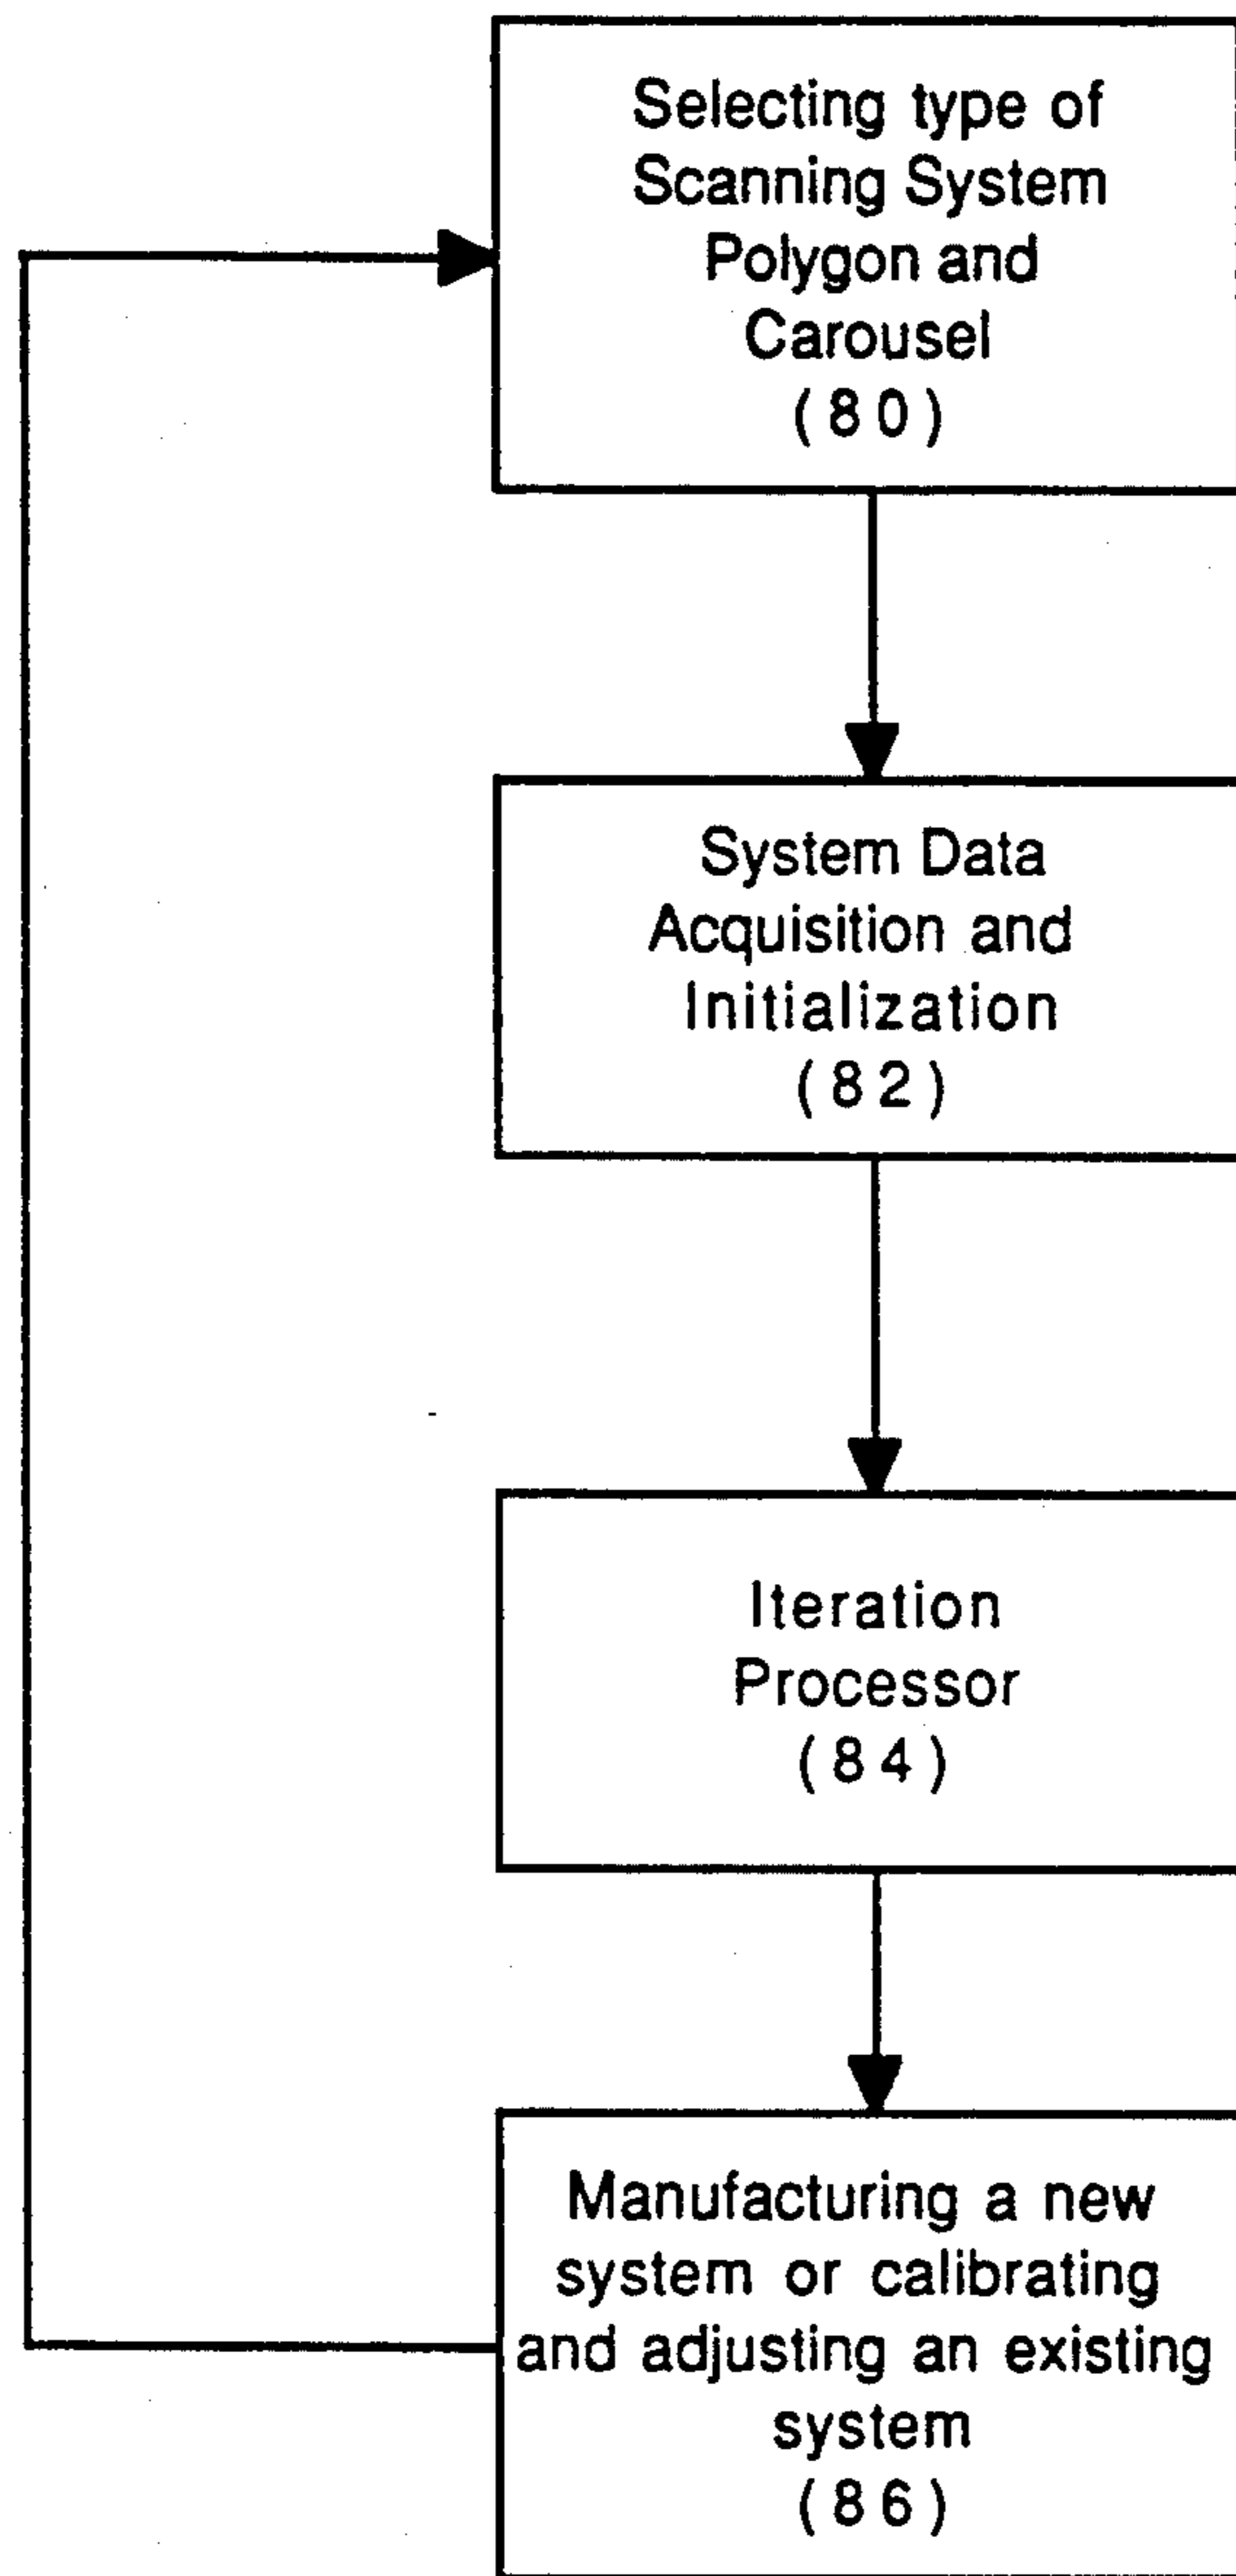 Selecting type of
Scanning System
Polygon and
Carousel
(80)
System Data
Acquisition and
Initialization
(82)
Iteration
Processor
(84)
Manufacturing a new
system or calibrating
and adjusting an existing
system
(86)